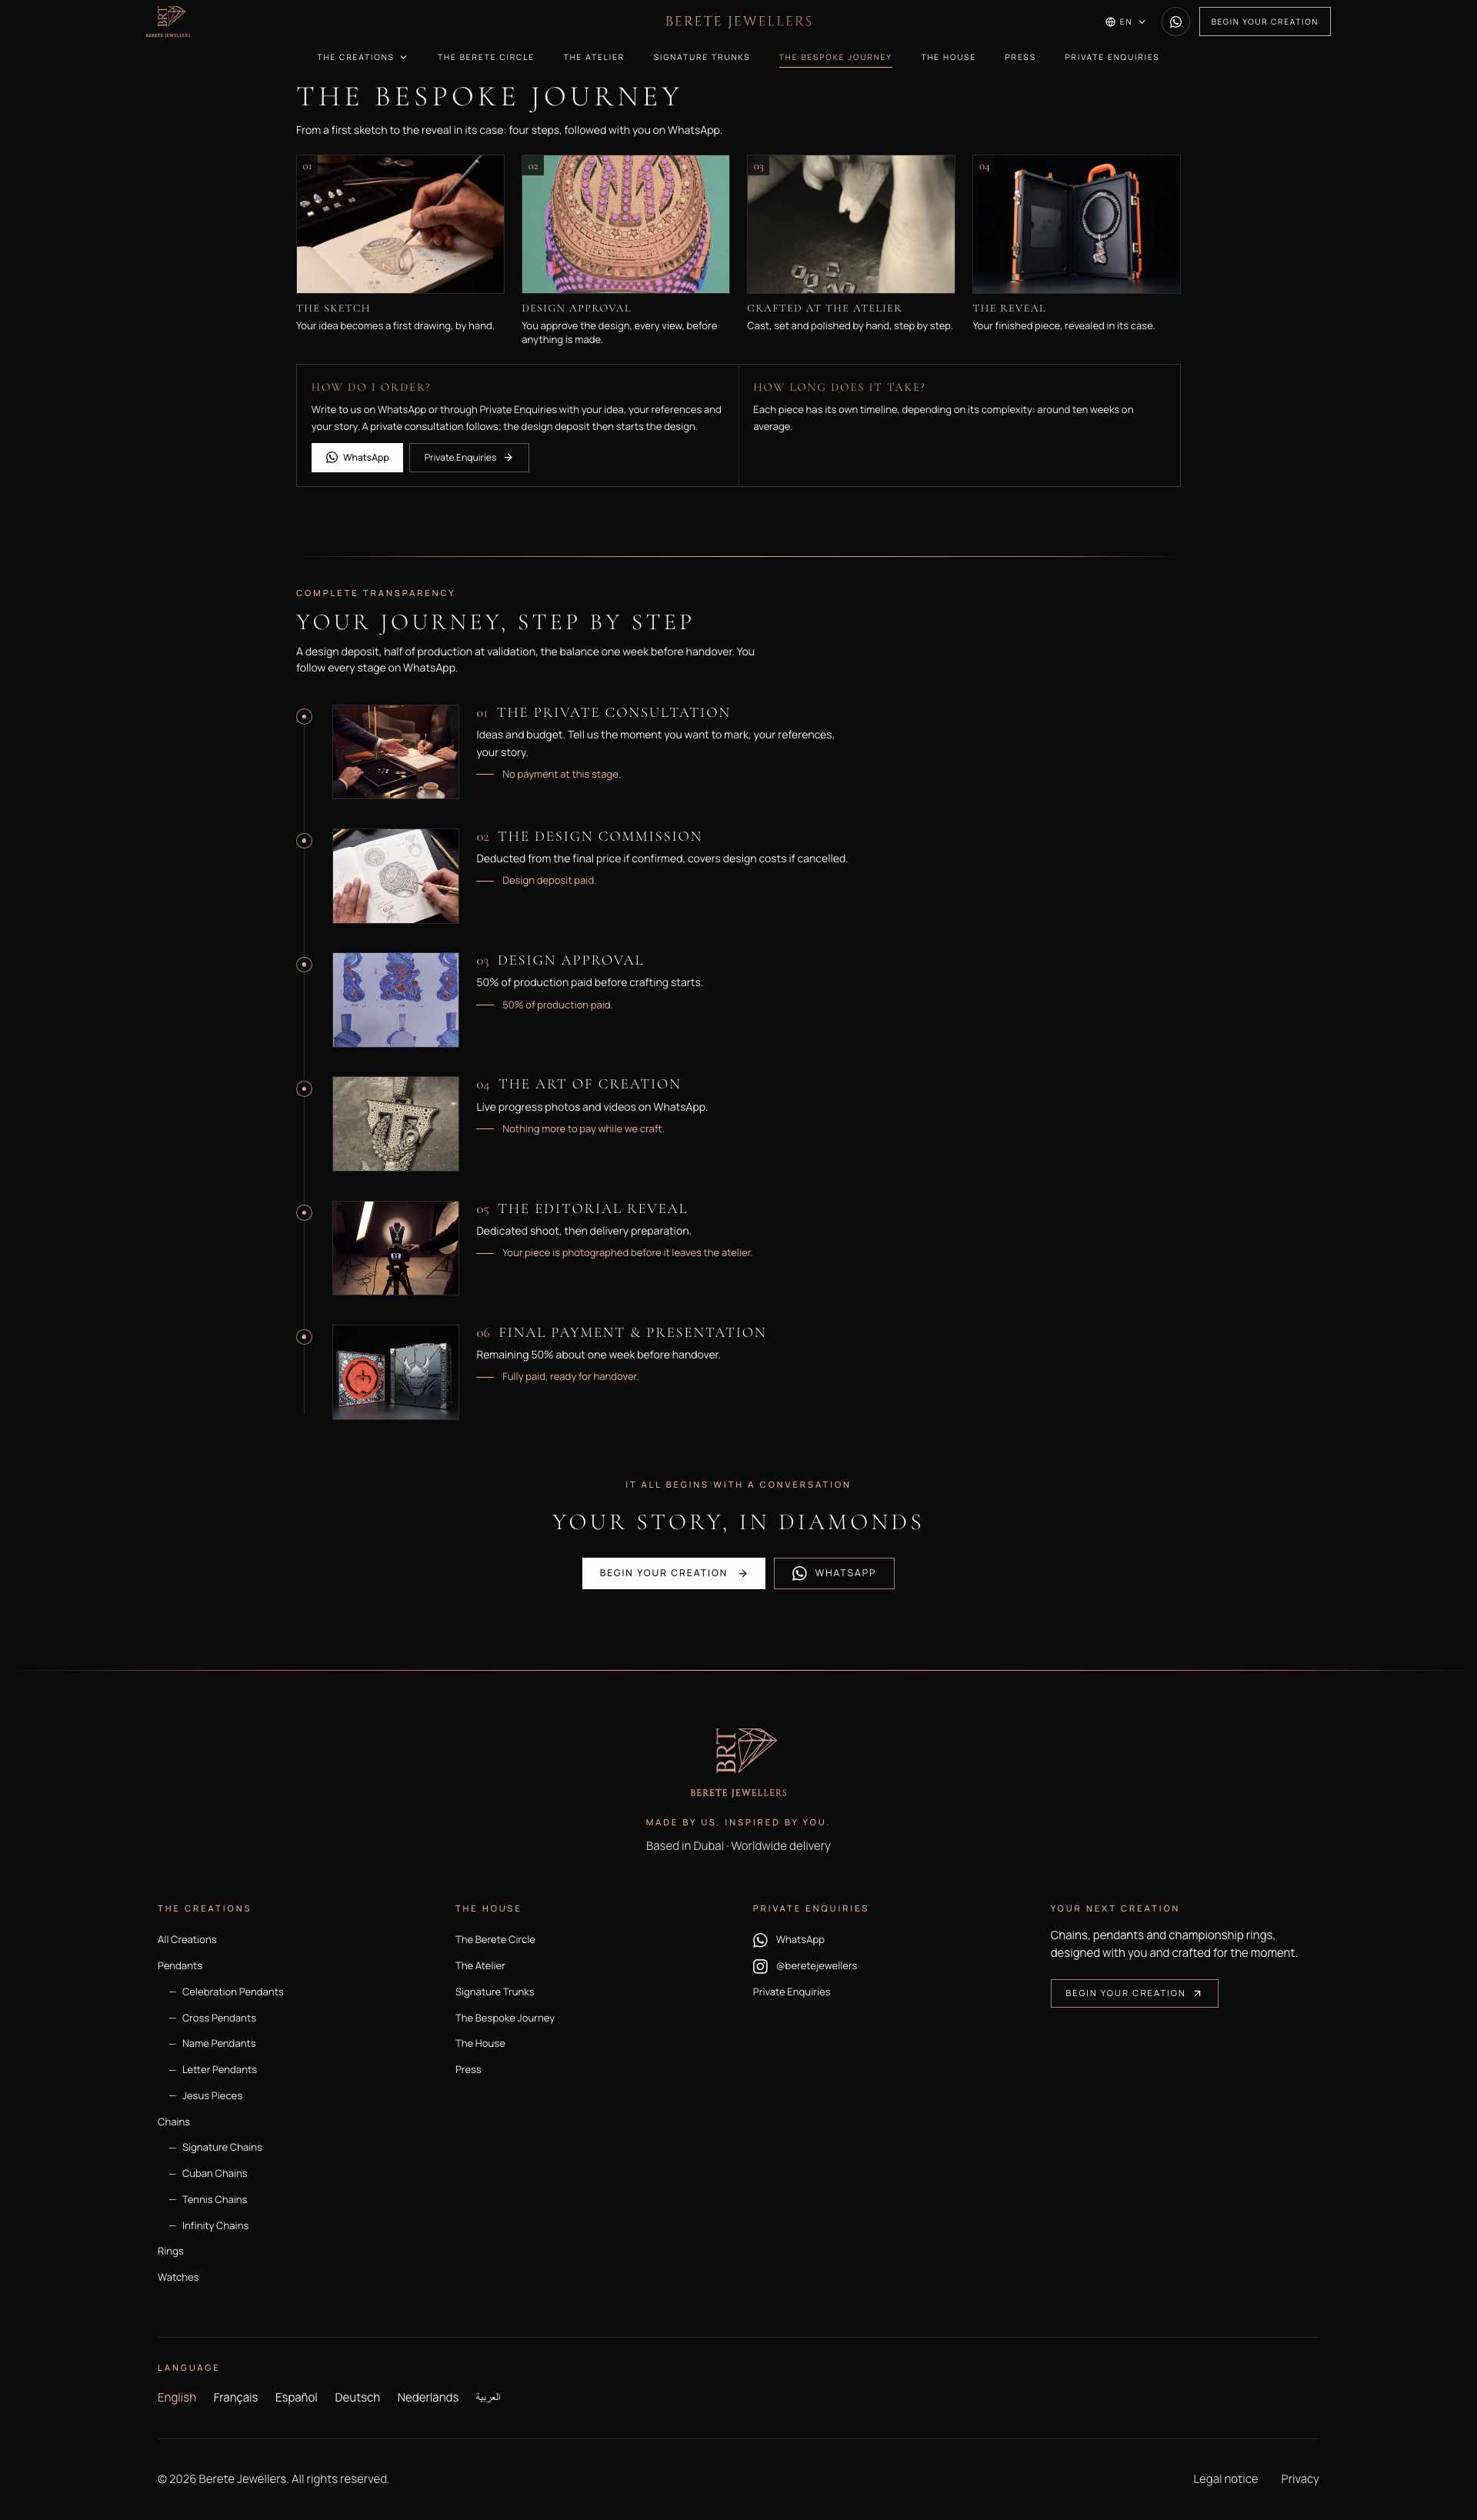 BRT
BERETE JEWELLERS
BERETE JEWELLERS
EN
BEGIN YOUR CREATION
THE CREATIONS
THE BERETE CIRCLE
THE ATELIER
SIGNATURE TRUNKS
THE BESPOKE JOURNEY
THE HOUSE
PRESS
PRIVATE ENQUIRIES
THE BESPOKE JOURNEY
From a first sketch to the reveal in its case: four steps, followed with you on WhatsApp.
01
02
03
04
THE SKETCH
Your idea becomes a first drawing, by hand.
DESIGN APPROVAL
You approve the design, every view, before
anything is made.
CRAFTED AT THE ATELIER
Cast, set and polished by hand, step by step.
THE REVEAL
Your finished piece, revealed in its case.
HOW DO I ORDER?
Write to us on WhatsApp or through Private Enquiries with your idea, your references and
your story. A private consultation follows; the design deposit then starts the design.
WhatsApp
Private Enquiries
HOW LONG DOES IT TAKE?
Each piece has its own timeline, depending on its complexity: around ten weeks on
average.
COMPLETE TRANSPARENCY
YOUR JOURNEY, STEP BY STEP
A design deposit, half of production at validation, the balance one week before handover. You
follow every stage on WhatsApp.
01 THE PRIVATE CONSULTATION
Ideas and budget. Tell us the moment you want to mark, your references,
your story.
No payment at this stage.
02 THE DESIGN COMMISSION
Deducted from the final price if confirmed, covers design costs if cancelled.
Design deposit paid.
03 DESIGN APPROVAL
50% of production paid before crafting starts.
50% of production paid.
04 THE ART OF CREATION
Live progress photos and videos on WhatsApp.
Nothing more to pay while we craft.
05 THE EDITORIAL REVEAL
Dedicated shoot, then delivery preparation.
Your piece is photographed before it leaves the atelier.
06 FINAL PAYMENT & PRESENTATION
Remaining 50% about one week before handover.
Fully paid, ready for handover.
IT ALL BEGINS WITH A CONVERSATION
YOUR STORY, IN DIAMONDS
BEGIN YOUR CREATION
WHATSAPP
BRT
BERETE JEWELLERS
MADE BY US. INSPIRED BY YOU.
Based in Dubai · Worldwide delivery
THE CREATIONS
All Creations
Pendants
— Celebration Pendants
— Cross Pendants
— Name Pendants
— Letter Pendants
— Jesus Pieces
Chains
— Signature Chains
— Cuban Chains
— Tennis Chains
— Infinity Chains
Rings
Watches
THE HOUSE
The Berete Circle
The Atelier
Signature Trunks
The Bespoke Journey
The House
Press
PRIVATE ENQUIRIES
WhatsApp
@beretejewellers
Private Enquiries
YOUR NEXT CREATION
Chains, pendants and championship rings,
designed with you and crafted for the moment.
BEGIN YOUR CREATION
LANGUAGE
English Français Español Deutsch Nederlands العربية
© 2026 Berete Jewellers. All rights reserved.
Legal notice
Privacy